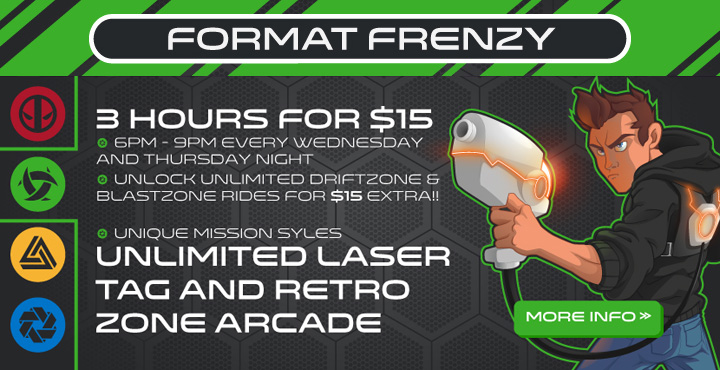 FORMAT FRENZY
3 HOURS FOR $15
6PM - 9PM EVERY WEDNESDAY
AND THURSDAY NIGHT
UNLOCK UNLIMITED DRIFTZONE &
BLASTZONE RIDES FOR $15 EXTRA!!
UNIQUE MISSION SYLES
UNLIMITED LASER
TAG AND RETRO
ZONE ARCADE
MORE INFO »